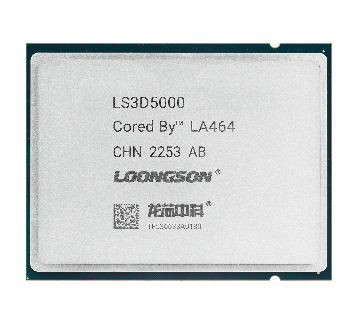 LS3D5000
Cored By™ LA464
CHN 2253 AB
LOONGSON®
龙芯中科®